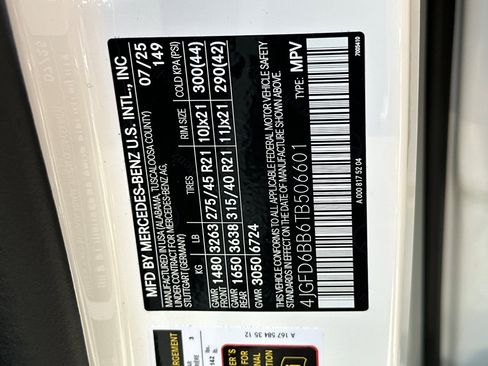 MFD BY MERCEDES-BENZ U.S. INTL., INC
MANUFACTURED IN USA (ALABAMA, TUSCALOOSA COUNTY)
UNDER CONTRACT FOR MERCEDES-BENZ AG,
STUTTGART (GERMANY)
07/25
149
KG LB TIRES RIM SIZE COLD KPA (PSI)
GAWR FRONT 1480 3263 275/45 R21 10Jx21 300(44)
GAWR REAR 1650 3638 315/40 R21 11Jx21 290(42)
GVWR 3050 6724
VEHICLE CONFORMS TO ALL APPLICABLE FEDERAL MOTOR VEHICLE SAFETY
STANDARDS IN EFFECT ON THE DATE OF MANUFACTURE SHOWN ABOVE.
4JGFD6BB6TB506601
TYPE: MPV
A 000 817 52 04
7005410
A 167 584 35 12